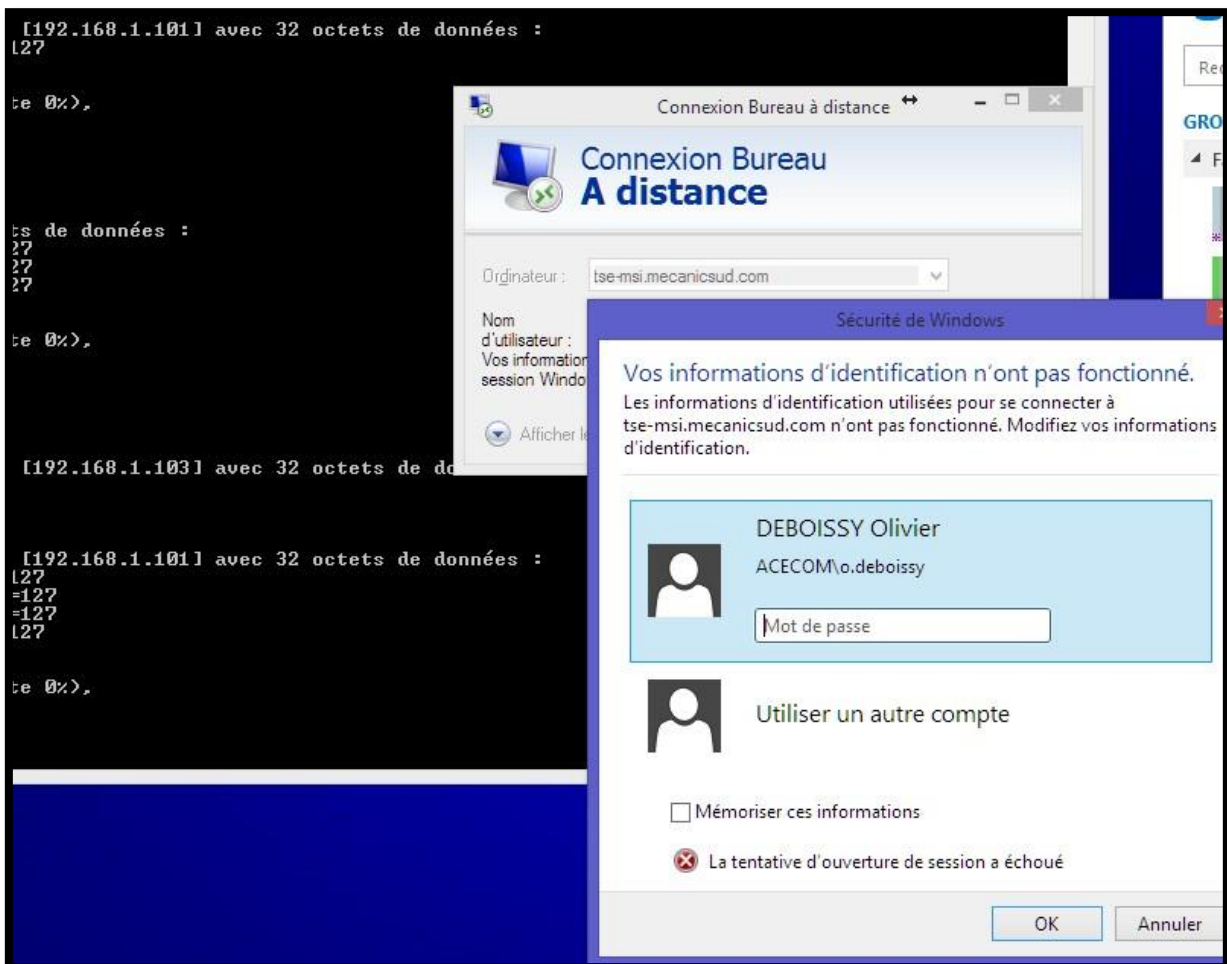 [192.168.1.101] avec 32 octets de données :
127
te 0%),
ts de données :
27
27
27
te 0%),
[192.168.1.103] avec 32 octets de
[192.168.1.101] avec 32 octets de données :
127
=127
=127
127
te 0%),
Connexion Bureau à distance
Connexion Bureau
A distance
Ordinateur :
tse-msi.mecanicsud.com
Nom
d'utilisateur :
Vos information
session Windo
Afficher le
Sécurité de Windows
Vos informations d'identification n'ont pas fonctionné.
Les informations d'identification utilisées pour se connecter à
tse-msi.mecanicsud.com n'ont pas fonctionné. Modifiez vos informations
d'identification.
DEBOISSY Olivier
ACECOM\o.deboissy
Mot de passe
Utiliser un autre compte
Mémoriser ces informations
La tentative d'ouverture de session a échoué
OK
Annuler
Rec
GRO